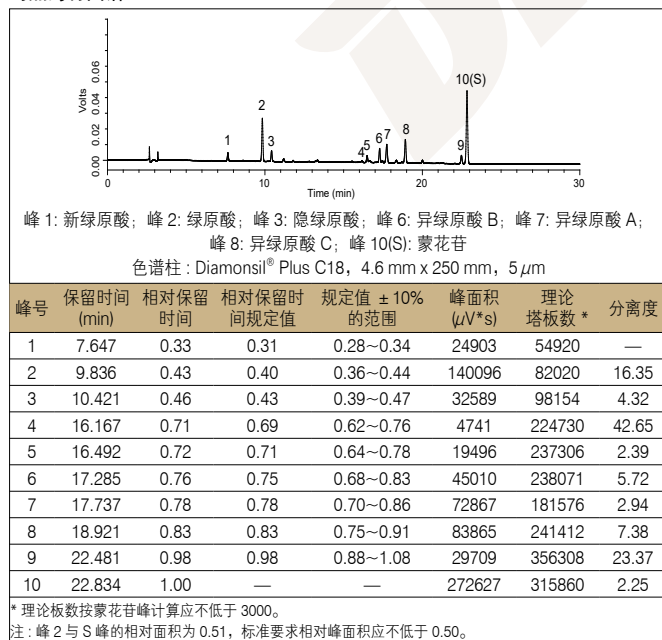 10(S)
2
1
3
4
5
6
7
8
9
Volts
0.00 0.02 0.04 0.06
0 10 20 30
Time (min)
峰 1: 新绿原酸; 峰 2: 绿原酸; 峰 3: 隐绿原酸; 峰 6: 异绿原酸 B; 峰 7: 异绿原酸 A;
峰 8: 异绿原酸 C; 峰 10(S): 蒙花苷
色谱柱 : Diamonsil® Plus C18, 4.6 mm x 250 mm, 5 μm
峰号 保留时间 (min) 相对保留时间 相对保留时间规定值 规定值 ±10% 的范围 峰面积 (μV*s) 理论塔板数 * 分离度
1 7.647 0.33 0.31 0.28~0.34 24903 54920 —
2 9.836 0.43 0.40 0.36~0.44 140096 82020 16.35
3 10.421 0.46 0.43 0.39~0.47 32589 98154 4.32
4 16.167 0.71 0.69 0.62~0.76 4741 224730 42.65
5 16.492 0.72 0.71 0.64~0.78 19496 237306 2.39
6 17.285 0.76 0.75 0.68~0.83 45010 238071 5.72
7 17.737 0.78 0.78 0.70~0.86 72867 181576 2.94
8 18.921 0.83 0.83 0.75~0.91 83865 241412 7.38
9 22.481 0.98 0.98 0.88~1.08 29709 356308 23.37
10 22.834 1.00 — — 272627 315860 2.25
* 理论板数按蒙花苷峰计算应不低于 3000。
注 : 峰 2 与 S 峰的相对面积为 0.51, 标准要求相对峰面积应不低于 0.50。